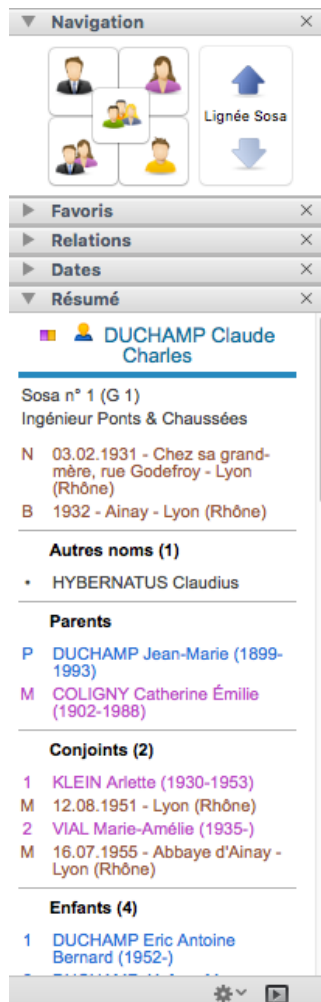 Navigation
Lignée Sosa
Favoris
Relations
Dates
Résumé
DUCHAMP Claude
Charles
Sosa n° 1 (G 1)
Ingénieur Ponts & Chaussées
N 03.02.1931 - Chez sa grand-
mère, rue Godefroy - Lyon
(Rhône)
B 1932 - Ainay - Lyon (Rhône)
Autres noms (1)
• HYBERNATUS Claudius
Parents
P DUCHAMP Jean-Marie (1899-
1993)
M COLIGNY Catherine Émilie
(1902-1988)
Conjoints (2)
1 KLEIN Arlette (1930-1953)
M 12.08.1951 - Lyon (Rhône)
2 VIAL Marie-Amélie (1935-)
M 16.07.1955 - Abbaye d'Ainay -
Lyon (Rhône)
Enfants (4)
1 DUCHAMP Eric Antoine
Bernard (1952-)